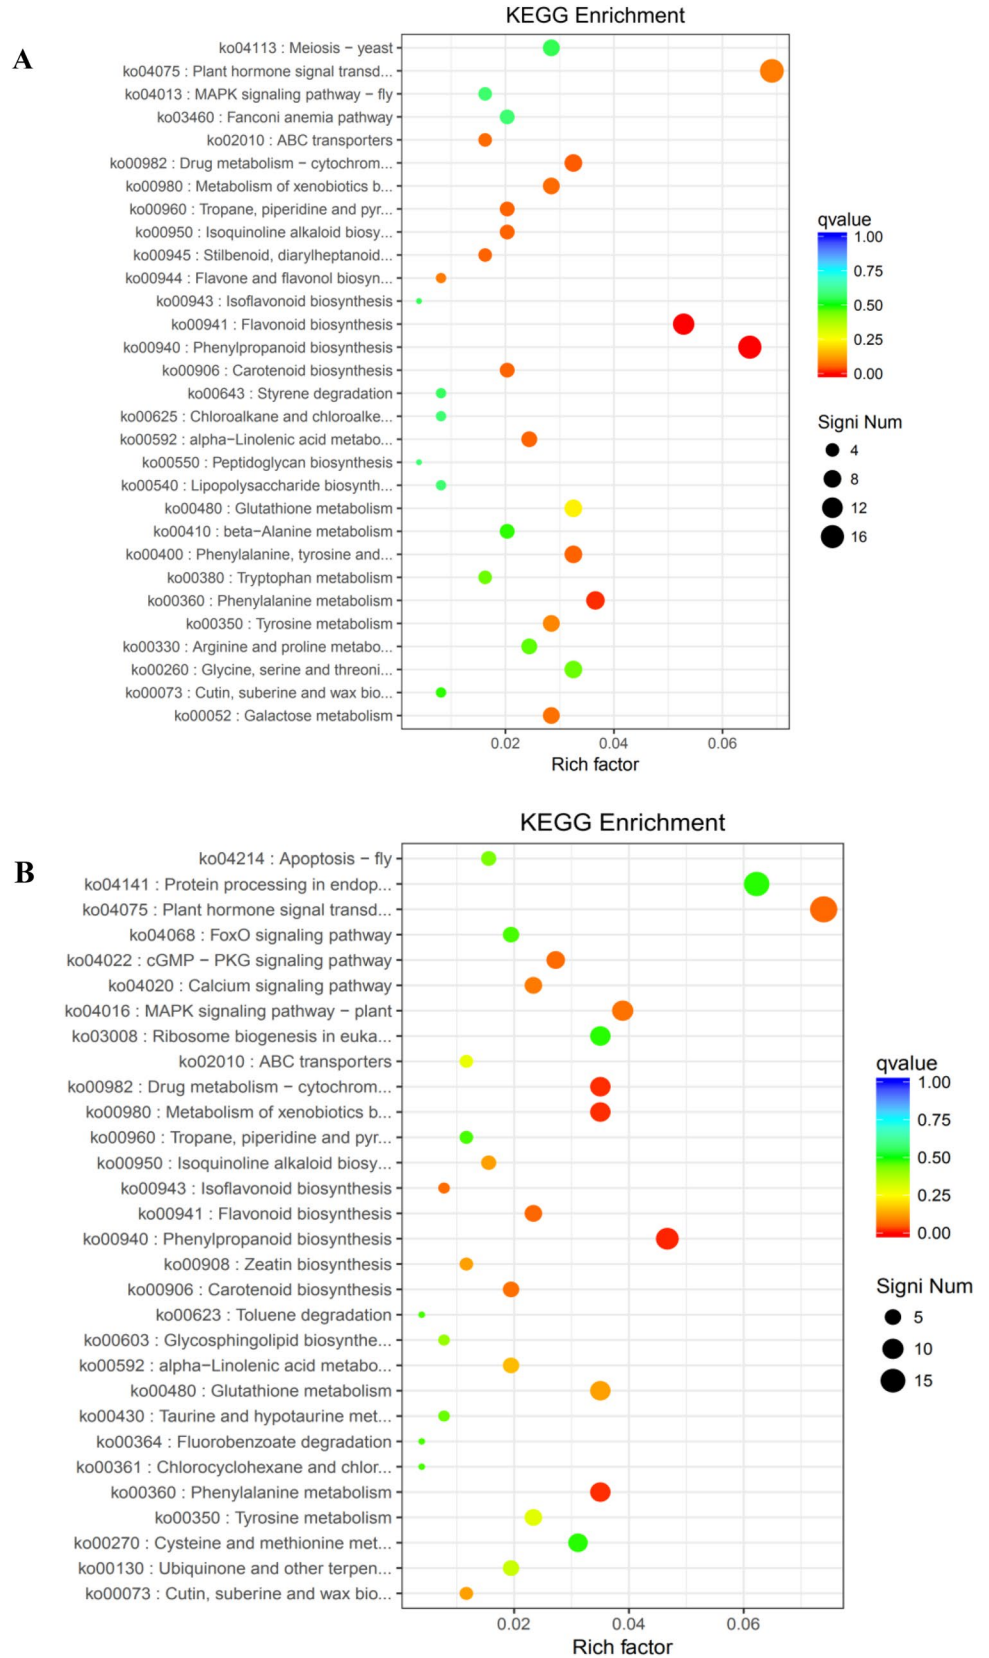 KEGG Enrichment
A
ko04113 : Meiosis − yeast
ko04075 : Plant hormone signal transd...
ko04013 : MAPK signaling pathway − fly
ko03460 : Fanconi anemia pathway
ko02010 : ABC transporters
ko00982 : Drug metabolism − cytochrom...
ko00980 : Metabolism of xenobiotics b...
ko00960 : Tropane, piperidine and pyr...
ko00950 : Isoquinoline alkaloid biosy...
ko00945 : Stilbenoid, diarylheptanoid...
ko00944 : Flavone and flavonol biosyn...
ko00943 : Isoflavonoid biosynthesis
ko00941 : Flavonoid biosynthesis
ko00940 : Phenylpropanoid biosynthesis
ko00906 : Carotenoid biosynthesis
ko00643 : Styrene degradation
ko00625 : Chloroalkane and chloroalke...
ko00592 : alpha−Linolenic acid metabo...
ko00550 : Peptidoglycan biosynthesis
ko00540 : Lipopolysaccharide biosynth...
ko00480 : Glutathione metabolism
ko00410 : beta−Alanine metabolism
ko00400 : Phenylalanine, tyrosine and...
ko00380 : Tryptophan metabolism
ko00360 : Phenylalanine metabolism
ko00350 : Tyrosine metabolism
ko00330 : Arginine and proline metabo...
ko00260 : Glycine, serine and threoni...
ko00073 : Cutin, suberine and wax bio...
ko00052 : Galactose metabolism
0.02 0.04 0.06
Rich factor
qvalue
1.00
0.75
0.50
0.25
0.00
Signi Num
4
8
12
16
KEGG Enrichment
B
ko04214 : Apoptosis − fly
ko04141 : Protein processing in endop...
ko04075 : Plant hormone signal transd...
ko04068 : FoxO signaling pathway
ko04022 : cGMP − PKG signaling pathway
ko04020 : Calcium signaling pathway
ko04016 : MAPK signaling pathway − plant
ko03008 : Ribosome biogenesis in euka...
ko02010 : ABC transporters
ko00982 : Drug metabolism − cytochrom...
ko00980 : Metabolism of xenobiotics b...
ko00960 : Tropane, piperidine and pyr...
ko00950 : Isoquinoline alkaloid biosy...
ko00943 : Isoflavonoid biosynthesis
ko00941 : Flavonoid biosynthesis
ko00940 : Phenylpropanoid biosynthesis
ko00908 : Zeatin biosynthesis
ko00906 : Carotenoid biosynthesis
ko00623 : Toluene degradation
ko00603 : Glycosphingolipid biosynthe...
ko00592 : alpha−Linolenic acid metabo...
ko00480 : Glutathione metabolism
ko00430 : Taurine and hypotaurine met...
ko00364 : Fluorobenzoate degradation
ko00361 : Chlorocyclohexane and chlor...
ko00360 : Phenylalanine metabolism
ko00350 : Tyrosine metabolism
ko00270 : Cysteine and methionine met...
ko00130 : Ubiquinone and other terpen...
ko00073 : Cutin, suberine and wax bio...
0.02 0.04 0.06
Rich factor
qvalue
1.00
0.75
0.50
0.25
0.00
Signi Num
5
10
15